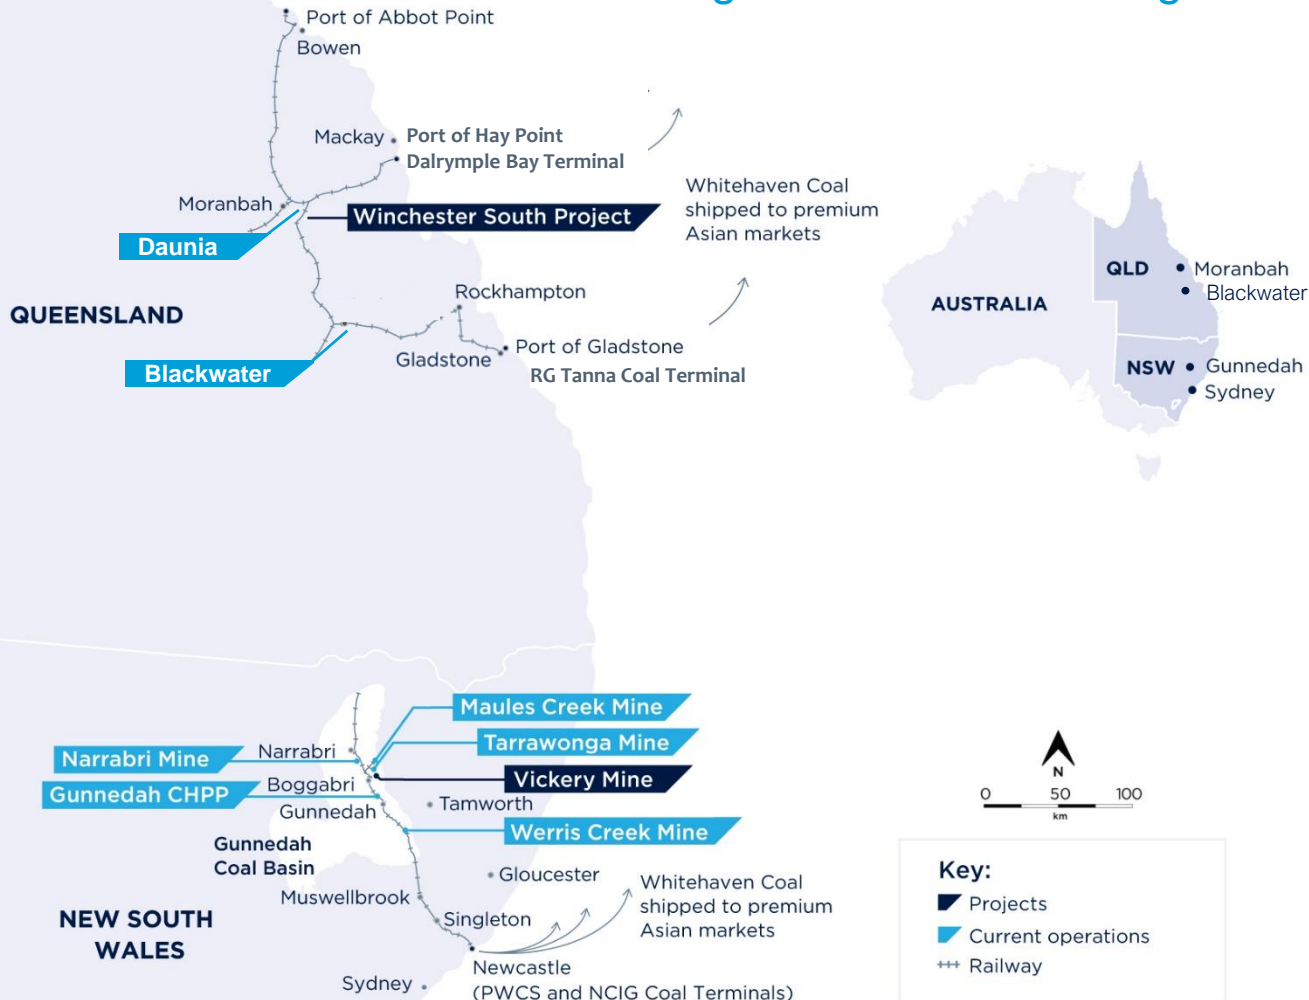 Port of Abbot Point
Bowen
Mackay
Port of Hay Point
Dalrymple Bay Terminal
Moranbah
Winchester South Project
Daunia
Whitehaven Coal
shipped to premium
Asian markets
QUEENSLAND
Rockhampton
Gladstone
Port of Gladstone
RG Tanna Coal Terminal
Blackwater
AUSTRALIA
QLD
Moranbah
Blackwater
NSW
Gunnedah
Sydney
Maules Creek Mine
Tarrawonga Mine
Narrabri Mine
Narrabri
Vickery Mine
Gunnedah CHPP
Boggabri
Gunnedah
Tamworth
Werris Creek Mine
Gunnedah
Coal Basin
Gloucester
Muswellbrook
Singleton
Whitehaven Coal
shipped to premium
Asian markets
NEW SOUTH
WALES
Newcastle
(PWCS and NCIG Coal Terminals)
Sydney
N
0 50 100
km
Key:
Projects
Current operations
Railway